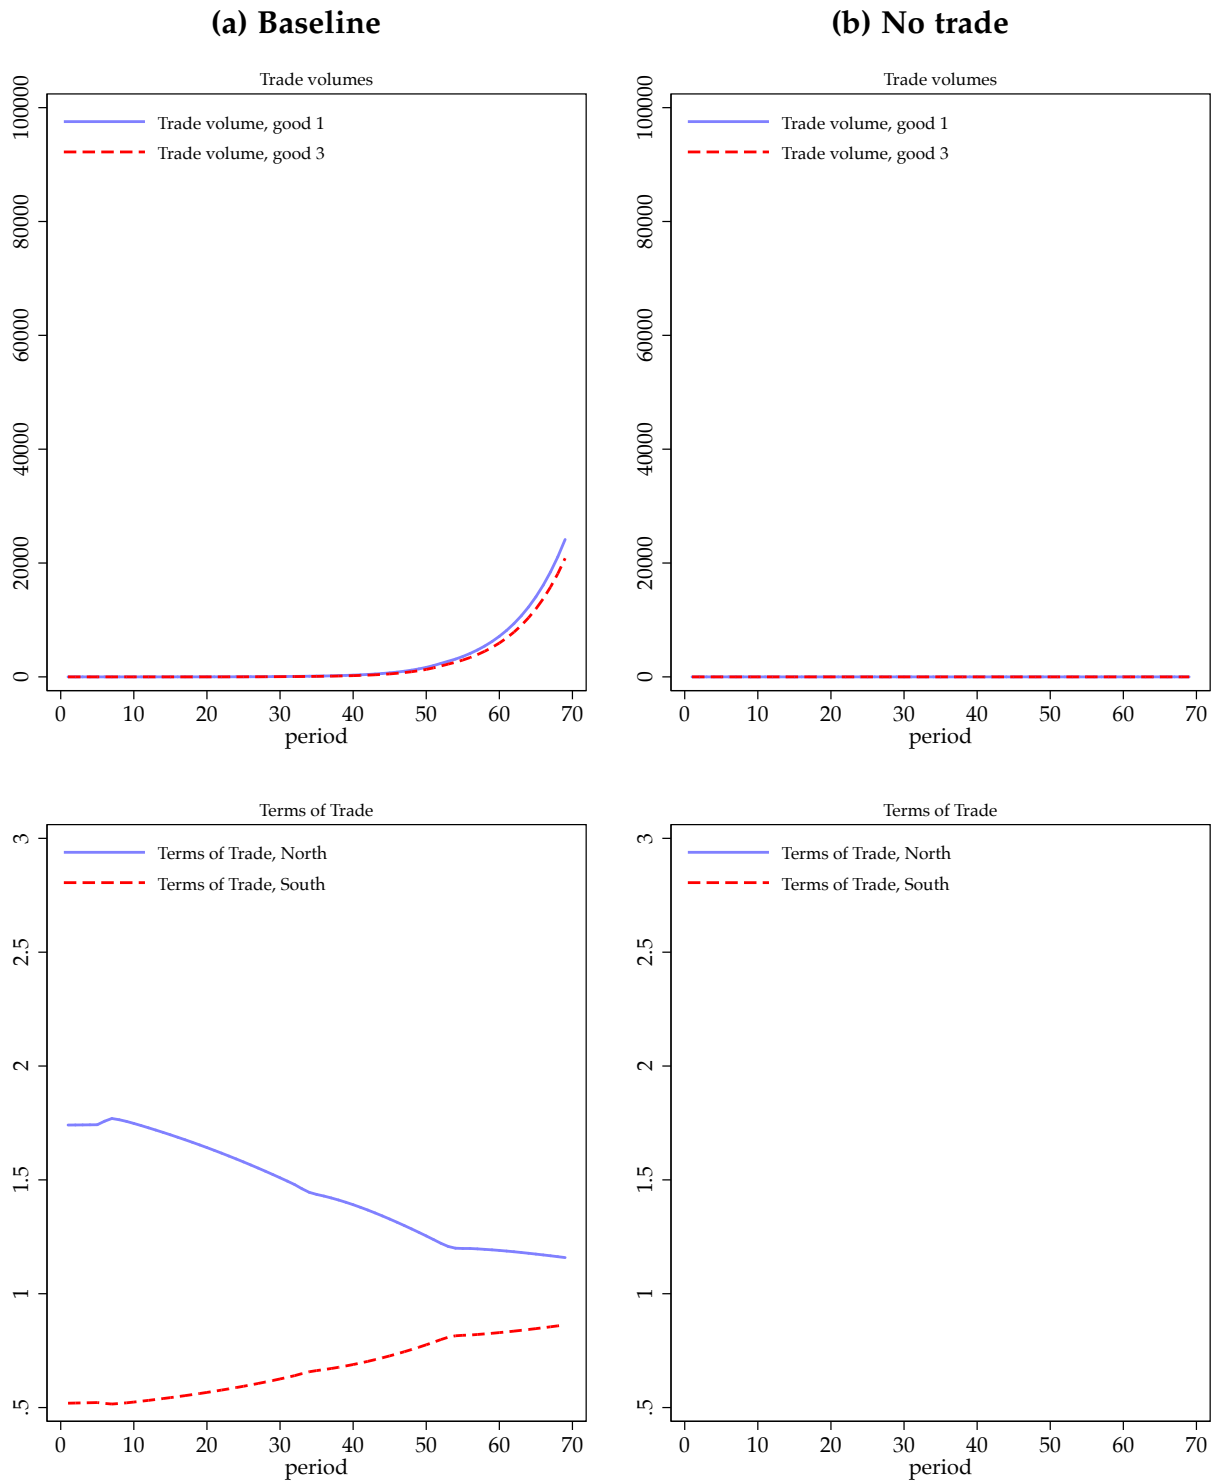 (a) Baseline
(b) No trade
Trade volumes
Trade volume, good 1
Trade volume, good 3
100000
80000
60000
40000
20000
0
0 10 20 30 40 50 60 70
period
Trade volumes
Trade volume, good 1
Trade volume, good 3
100000
80000
60000
40000
20000
0
0 10 20 30 40 50 60 70
period
Terms of Trade
Terms of Trade, North
Terms of Trade, South
3
2.5
2
1.5
1
.5
0 10 20 30 40 50 60 70
period
Terms of Trade
Terms of Trade, North
Terms of Trade, South
3
2.5
2
1.5
1
.5
0 10 20 30 40 50 60 70
period